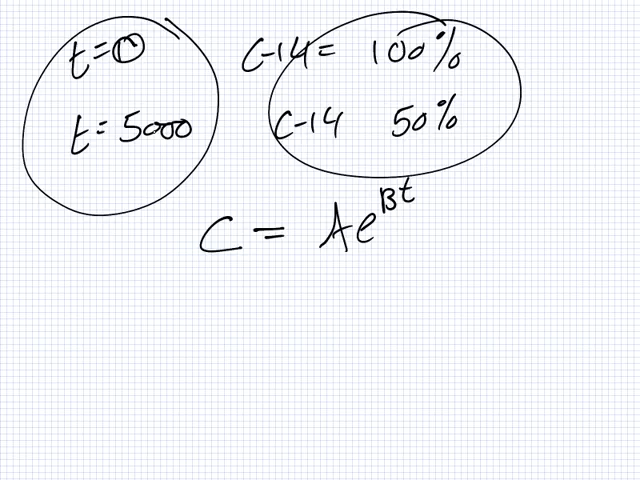 t=0 C-14= 100%
t=5000 C-14 50%
C = Ae^{Bt}